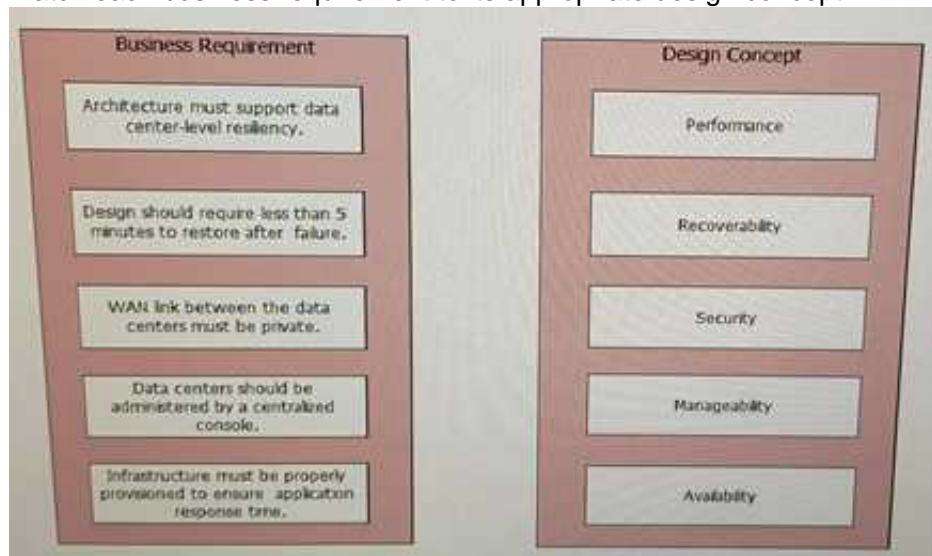 Business Requirement
Architecture must support data
center-level resiliency.
Design should require less than 5
minutes to restore after failure.
WAN link between the data
centers must be private.
Data centers should be
administered by a centralized
console.
Infrastructure must be properly
provisioned to ensure application
response time.
Design Concept
Performance
Recoverability
Security
Manageability
Availability